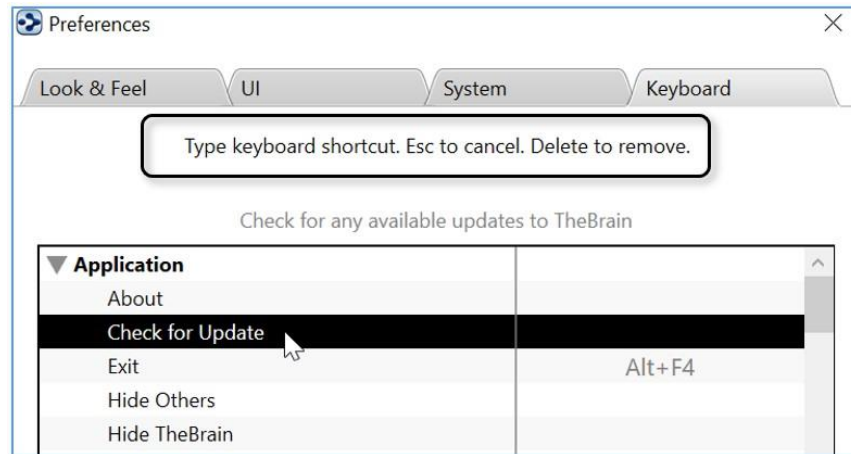 Preferences
Look & Feel UI System Keyboard
Type keyboard shortcut. Esc to cancel. Delete to remove.
Check for any available updates to TheBrain
Application
About
Check for Update
Exit Alt+F4
Hide Others
Hide TheBrain